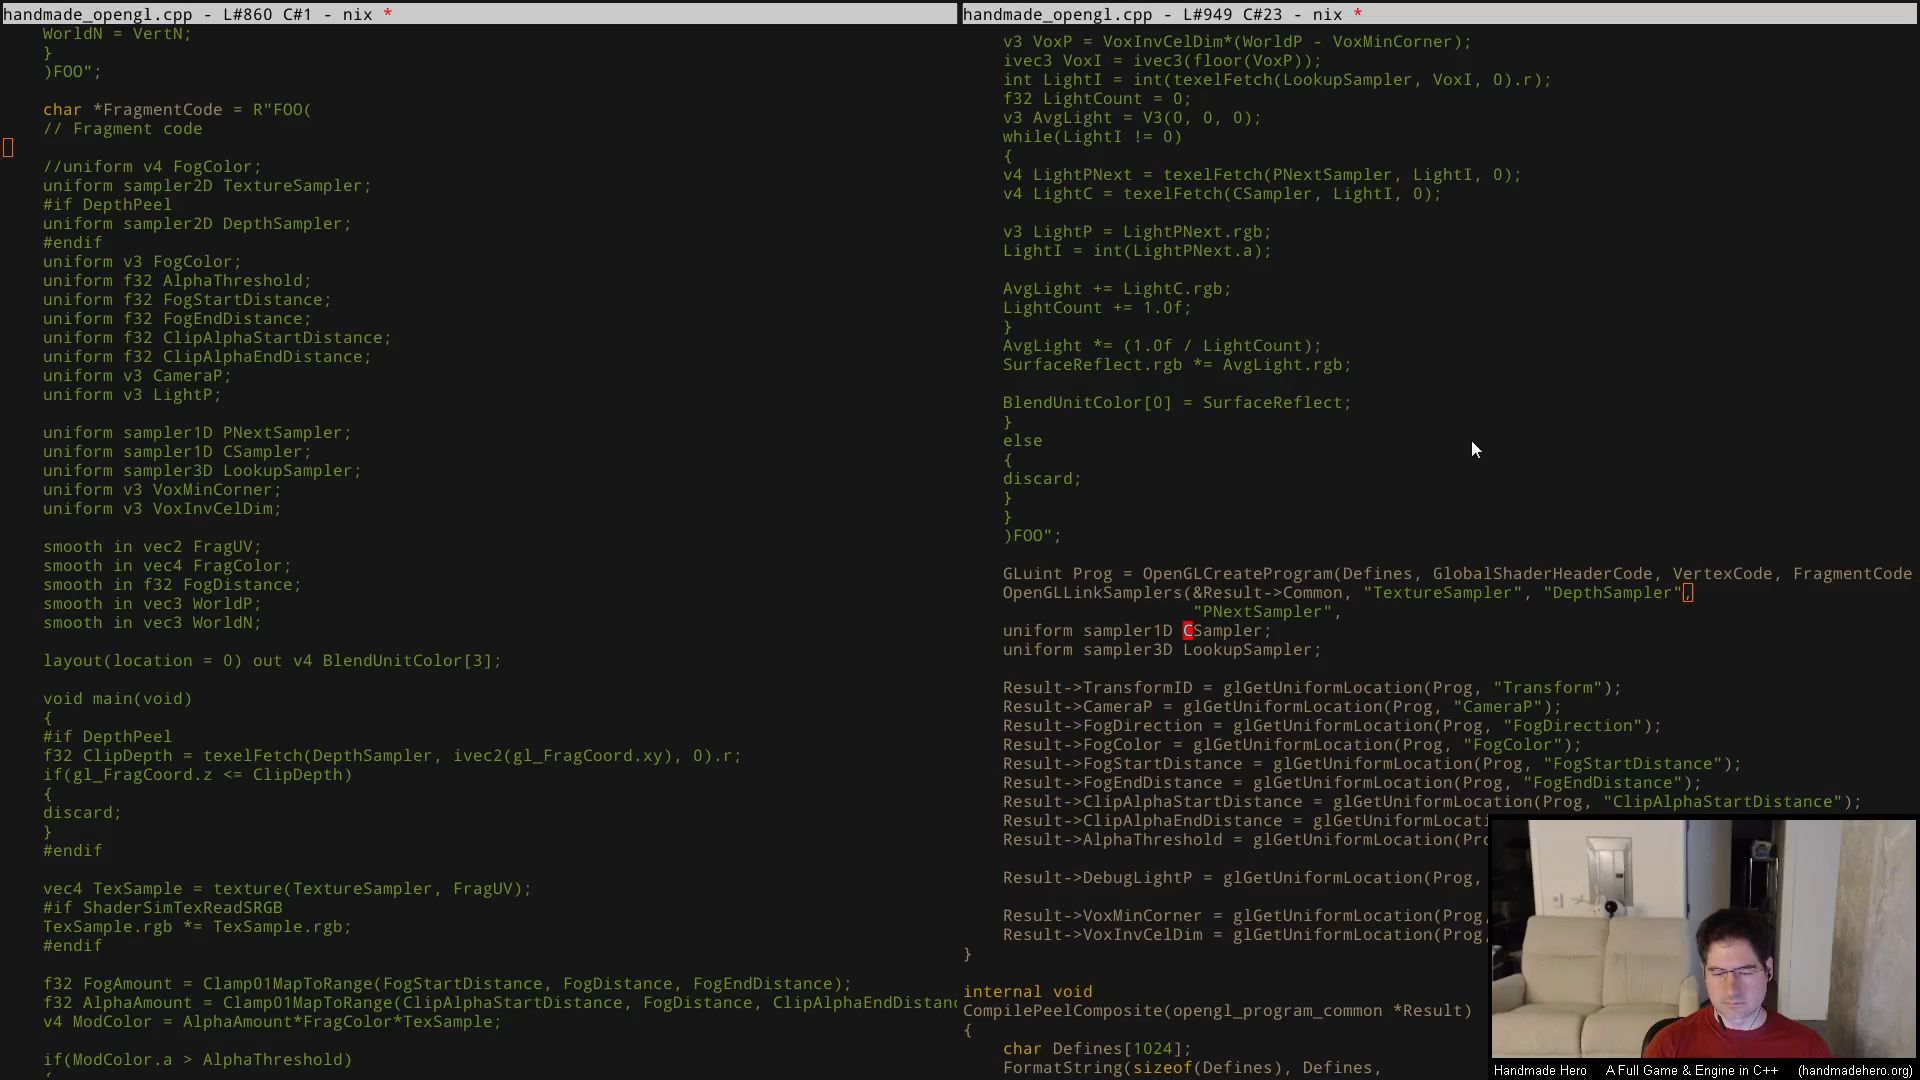 handmade_opengl.cpp - L#860 C#1 - nix *
WorldN = VertN;
}
)FOO";
char *FragmentCode = R"FOO(
// Fragment code
//uniform v4 FogColor;
uniform sampler2D TextureSampler;
#if DepthPeel
uniform sampler2D DepthSampler;
#endif
uniform v3 FogColor;
uniform f32 AlphaThreshold;
uniform f32 FogStartDistance;
uniform f32 FogEndDistance;
uniform f32 ClipAlphaStartDistance;
uniform f32 ClipAlphaEndDistance;
uniform v3 CameraP;
uniform v3 LightP;
uniform sampler1D PNextSampler;
uniform sampler1D CSampler;
uniform sampler3D LookupSampler;
uniform v3 VoxMinCorner;
uniform v3 VoxInvCelDim;
smooth in vec2 FragUV;
smooth in vec4 FragColor;
smooth in f32 FogDistance;
smooth in vec3 WorldP;
smooth in vec3 WorldN;
layout(location = 0) out v4 BlendUnitColor[3];
void main(void)
{
#if DepthPeel
f32 ClipDepth = texelFetch(DepthSampler, ivec2(gl_FragCoord.xy), 0).r;
if(gl_FragCoord.z <= ClipDepth)
{
discard;
}
#endif
vec4 TexSample = texture(TextureSampler, FragUV);
#if ShaderSimTexReadSRGB
TexSample.rgb *= TexSample.rgb;
#endif
f32 FogAmount = Clamp01MapToRange(FogStartDistance, FogDistance, FogEndDistance);
f32 AlphaAmount = Clamp01MapToRange(ClipAlphaStartDistance, FogDistance, ClipAlphaEndDistanc
v4 ModColor = AlphaAmount*FragColor*TexSample;
if(ModColor.a > AlphaThreshold)
handmade_opengl.cpp - L#949 C#23 - nix *
v3 VoxP = VoxInvCelDim*(WorldP - VoxMinCorner);
ivec3 VoxI = ivec3(floor(VoxP));
int LightI = int(texelFetch(LookupSampler, VoxI, 0).r);
f32 LightCount = 0;
v3 AvgLight = V3(0, 0, 0);
while(LightI != 0)
{
v4 LightPNext = texelFetch(PNextSampler, LightI, 0);
v4 LightC = texelFetch(CSampler, LightI, 0);
v3 LightP = LightPNext.rgb;
LightI = int(LightPNext.a);
AvgLight += LightC.rgb;
LightCount += 1.0f;
}
AvgLight *= (1.0f / LightCount);
SurfaceReflect.rgb *= AvgLight.rgb;
BlendUnitColor[0] = SurfaceReflect;
}
else
{
discard;
}
}
)FOO";
GLuint Prog = OpenGLCreateProgram(Defines, GlobalShaderHeaderCode, VertexCode, FragmentCode
OpenGLLinkSamplers(&Result->Common, "TextureSampler", "DepthSampler",
"PNextSampler",
uniform sampler1D CSampler;
uniform sampler3D LookupSampler;
Result->TransformID = glGetUniformLocation(Prog, "Transform");
Result->CameraP = glGetUniformLocation(Prog, "CameraP");
Result->FogDirection = glGetUniformLocation(Prog, "FogDirection");
Result->FogColor = glGetUniformLocation(Prog, "FogColor");
Result->FogStartDistance = glGetUniformLocation(Prog, "FogStartDistance");
Result->FogEndDistance = glGetUniformLocation(Prog, "FogEndDistance");
Result->ClipAlphaStartDistance = glGetUniformLocation(Prog, "ClipAlphaStartDistance");
Result->ClipAlphaEndDistance = glGetUniformLocati
Result->AlphaThreshold = glGetUniformLocation(Pro
Result->DebugLightP = glGetUniformLocation(Prog,
Result->VoxMinCorner = glGetUniformLocation(Prog,
Result->VoxInvCelDim = glGetUniformLocation(Prog,
}
internal void
CompilePeelComposite(opengl_program_common *Result)
{
char Defines[1024];
FormatString(sizeof(Defines), Defines,
Handmade Hero A Full Game & Engine in C++ (handmadehero.org)